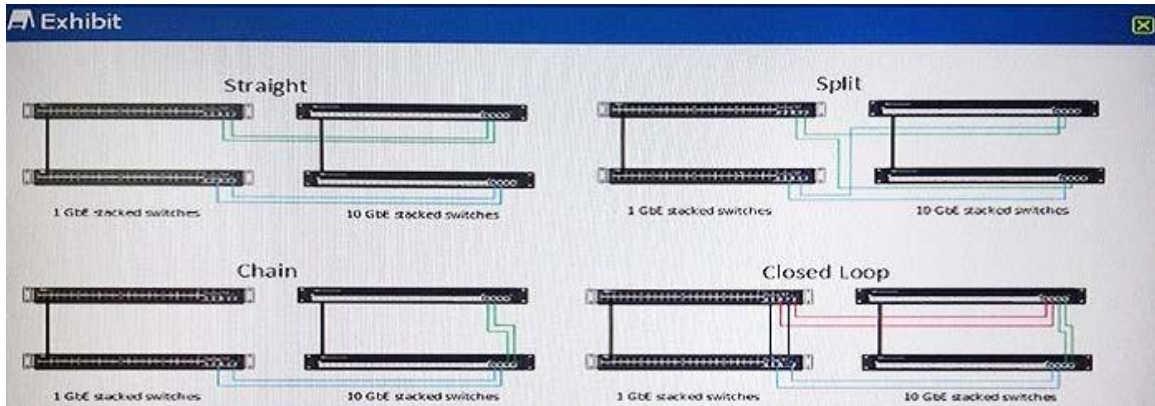 Exhibit
Straight
Split
1 GbE stacked switches
10 GbE stacked switches
1 GbE stacked switches
10 GbE stacked switches
Chain
Closed Loop
1 GbE stacked switches
10 GbE stacked switches
1 GbE stacked switches
10 GbE stacked switches